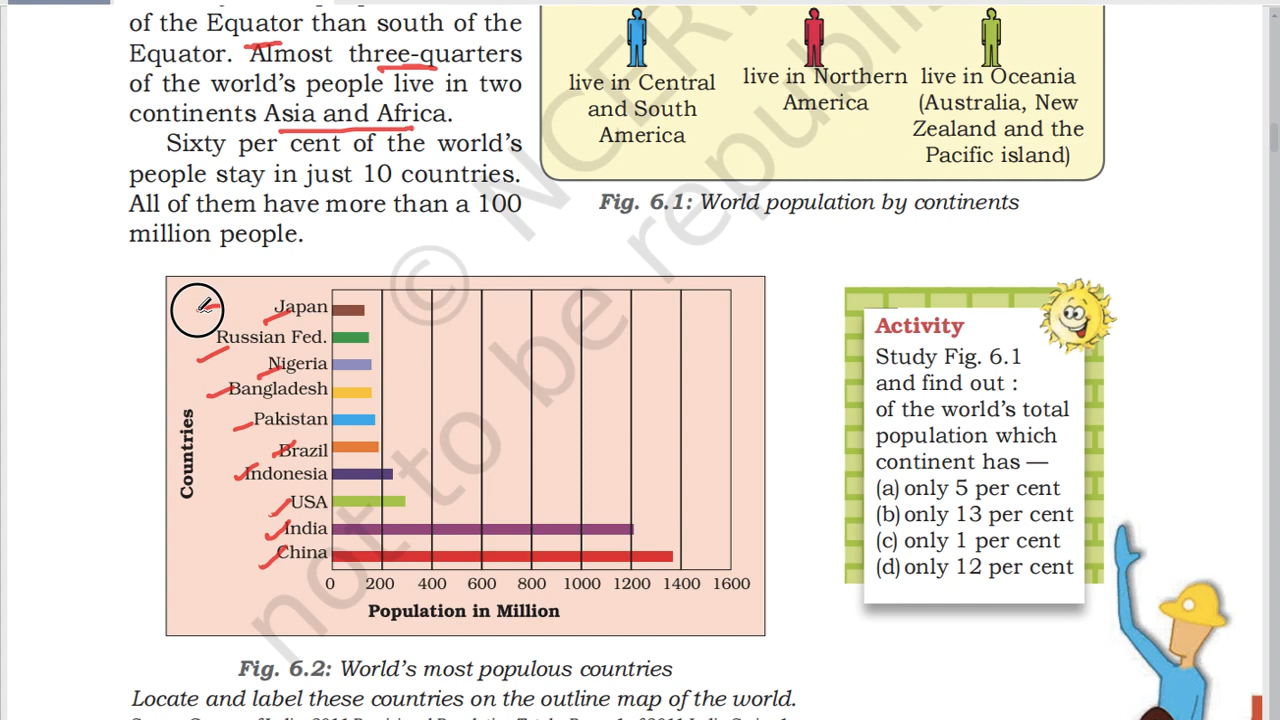 of the Equator than south of the
Equator. Almost three-quarters
of the world's people live in two
continents Asia and Africa.
Sixty per cent of the world's
people stay in just 10 countries.
All of them have more than a 100
million people.
live in Central
and South
America
live in Northern
America
live in Oceania
(Australia, New
Zealand and the
Pacific island)
Fig. 6.1: World population by continents
Countries
Japan
Russian Fed.
Nigeria
Bangladesh
Pakistan
Brazil
Indonesia
USA
India
China
0 200 400 600 800 1000 1200 1400 1600
Population in Million
Fig. 6.2: World's most populous countries
Locate and label these countries on the outline map of the world.
Activity
Study Fig. 6.1
and find out :
of the world's total
population which
continent has —
(a) only 5 per cent
(b) only 13 per cent
(c) only 1 per cent
(d) only 12 per cent
© NCERT
not to be republi